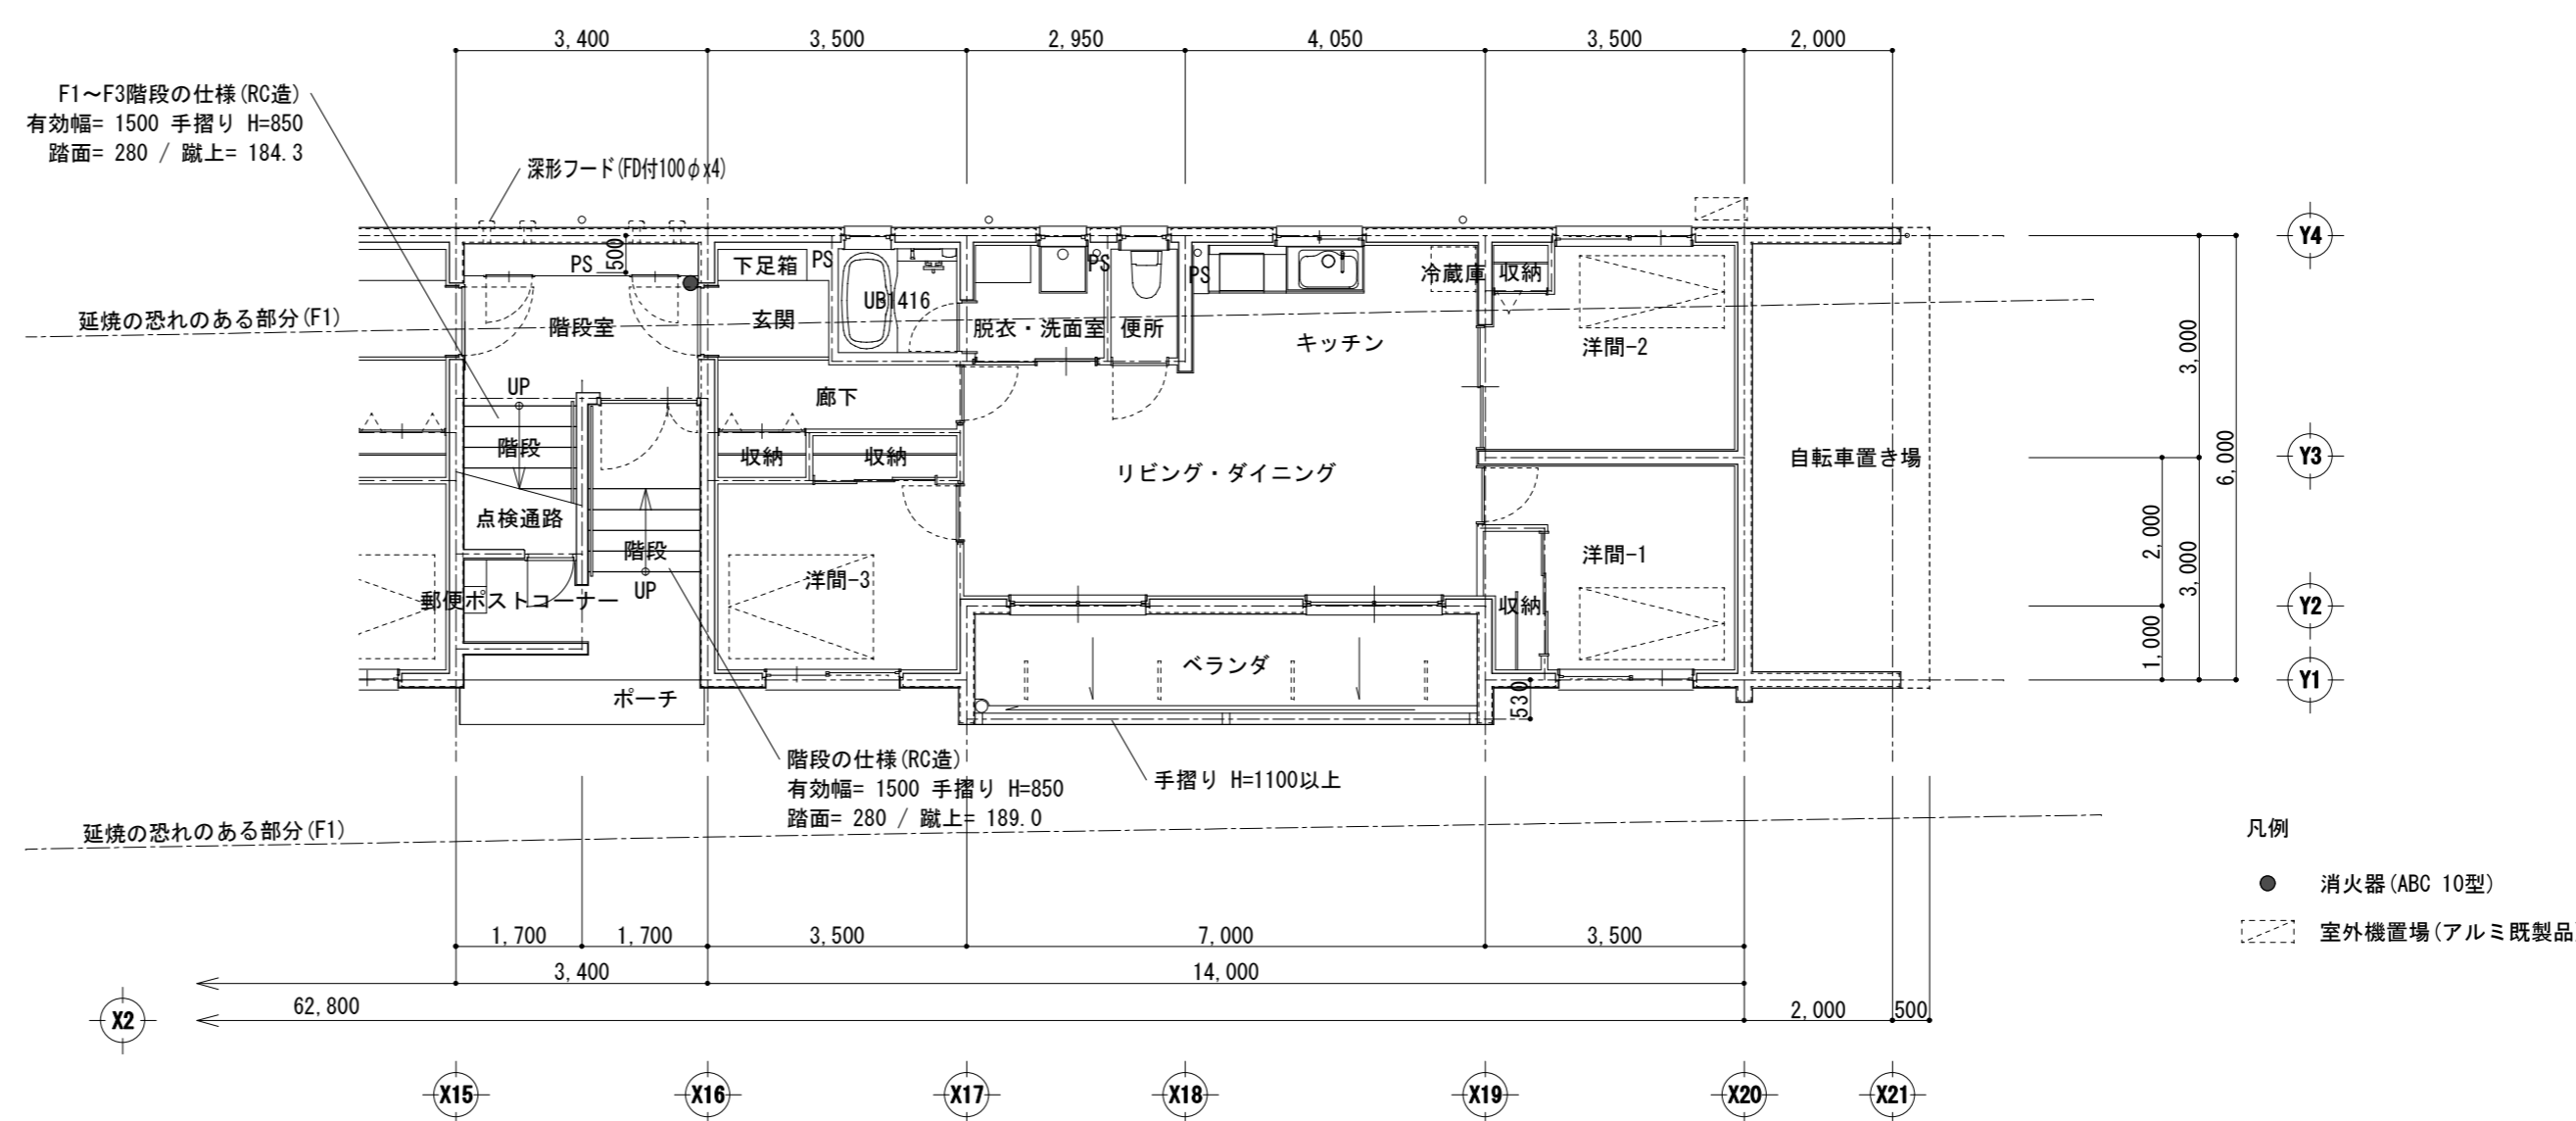 3,400
3,500
2,950
4,050
3,500
2,000
F1～F3階段の仕様(RC造)
有効幅= 1500 手摺り H=850
踏面= 280 / 蹴上= 184.3
深形フード(FD付100φx4)
Y4
PS
500
下足箱
PS
UB1416
PS
PS
冷蔵庫
収納
延焼の恐れのある部分(F1)
階段室
玄関
脱衣・洗面室
便所
キッチン
洋間-2
3,000
UP
廊下
階段
収納
収納
リビング・ダイニング
自転車置き場
6,000
Y3
点検通路
階段
洋間-3
洋間-1
2,000
3,000
郵便ポストコーナー
UP
収納
Y2
ベランダ
1,000
ポーチ
530
Y1
階段の仕様(RC造)
有効幅= 1500 手摺り H=850
踏面= 280 / 蹴上= 189.0
手摺り H=1100以上
延焼の恐れのある部分(F1)
凡例
消火器(ABC 10型)
室外機置場(アルミ既製品
1,700
1,700
3,500
7,000
3,500
3,400
14,000
62,800
2,000
500
X2
X15
X16
X17
X18
X19
X20
X21